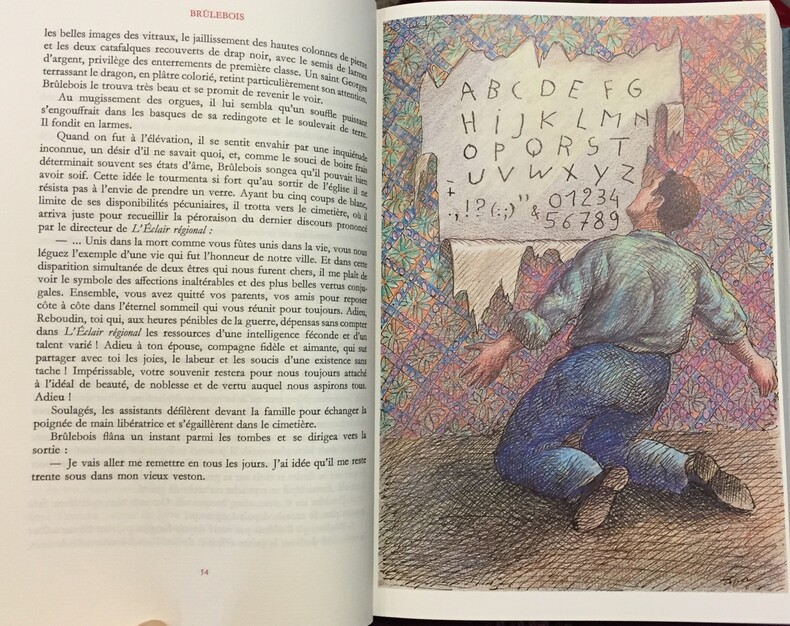 BRÛLEBOIS
les belles images des vitraux, le jaillissement des hautes colonnes de pierre
et les deux catafalques recouverts de drap noir, avec le semis de larmes
d'argent, privilège des enterrements de première classe. Un saint Georges
terrassant le dragon, en plâtre colorié, retint particulièrement son attention.
Brûlebois le trouva très beau et se promit de revenir le voir.
Au mugissement des orgues, il lui sembla qu'un souffle puissant
s'engouffrait dans les basques de sa redingote et le soulevait de terre.
Il fondit en larmes.
Quand on fut à l'élévation, il se sentit envahir par une inquiétude
inconnue, un désir d'il ne savait quoi, et, comme le souci de boire frais
déterminait souvent ses états d'âme, Brûlebois songea qu'il pouvait bien
avoir soif. Cette idée le tourmenta si fort qu'au sortir de l'église il ne
résista pas à l'envie de prendre un verre. Ayant bu cinq coups de blanc,
limite de ses disponibilités pécuniaires, il trotta vers le cimetière, où il
arriva juste pour recueillir la péroraison du dernier discours prononcé
par le directeur de L'Éclair régional :
— ... Unis dans la mort comme vous fûtes unis dans la vie, vous nous
léguez l'exemple d'une vie qui fut l'honneur de notre ville. Et dans cette
disparition simultanée de deux êtres qui nous furent chers, il me plaît de
voir le symbole des affections inaltérables et des plus belles vertus conju-
gales. Ensemble, vous avez quitté vos parents, vos amis pour reposer
côte à côte dans l'éternel sommeil qui vous réunit pour toujours. Adieu,
Reboudin, toi qui, aux heures pénibles de la guerre, dépensas sans compter
dans L'Éclair régional les ressources d'une intelligence féconde et d'un
talent varié ! Adieu à ton épouse, compagne fidèle et aimante, qui sut
partager avec toi les joies, le labeur et les soucis d'une existence sans
tache ! Impérissable, votre souvenir restera pour nous toujours attaché
à l'idéal de beauté, de noblesse et de vertu auquel nous aspirons tous.
Adieu !
Soulagés, les assistants défilèrent devant la famille pour échanger la
poignée de main libératrice et s'égaillèrent dans le cimetière.
Brûlebois flâna un instant parmi les tombes et se dirigea vers la
sortie :
— Je vais aller me remettre en tous les jours. J'ai idée qu'il me reste
trente sous dans mon vieux veston.
54
A B C D E F G
H i J K L M N
O P Q R S T
U V W X Y Z
+
-.,!?(:;)''& 01234
56789